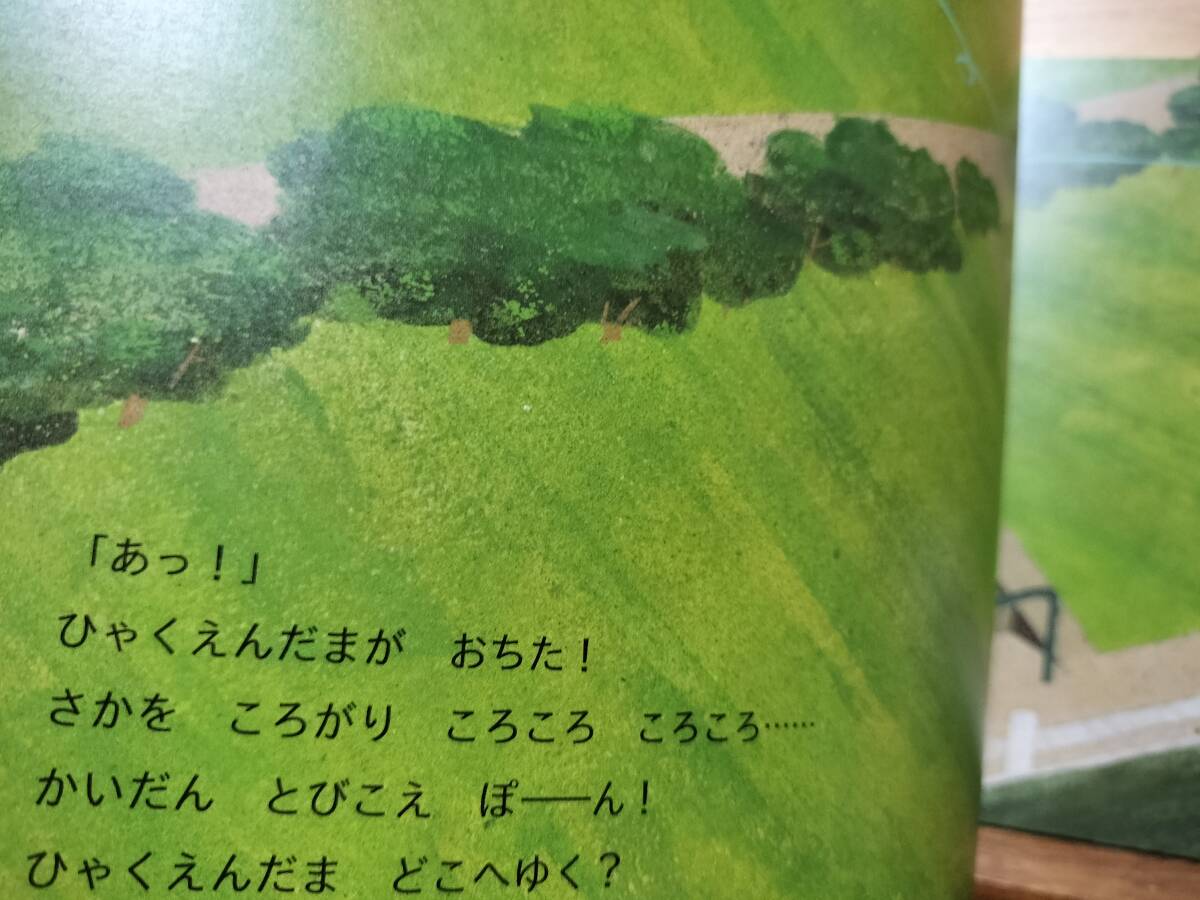 「あっ!」
ひゃくえんだまが　おちた!
さかを　ころがり　ころころ　ころころ……
かいだん　とびこえ　ぽ――ん!
ひゃくえんだま　どこへゆく?